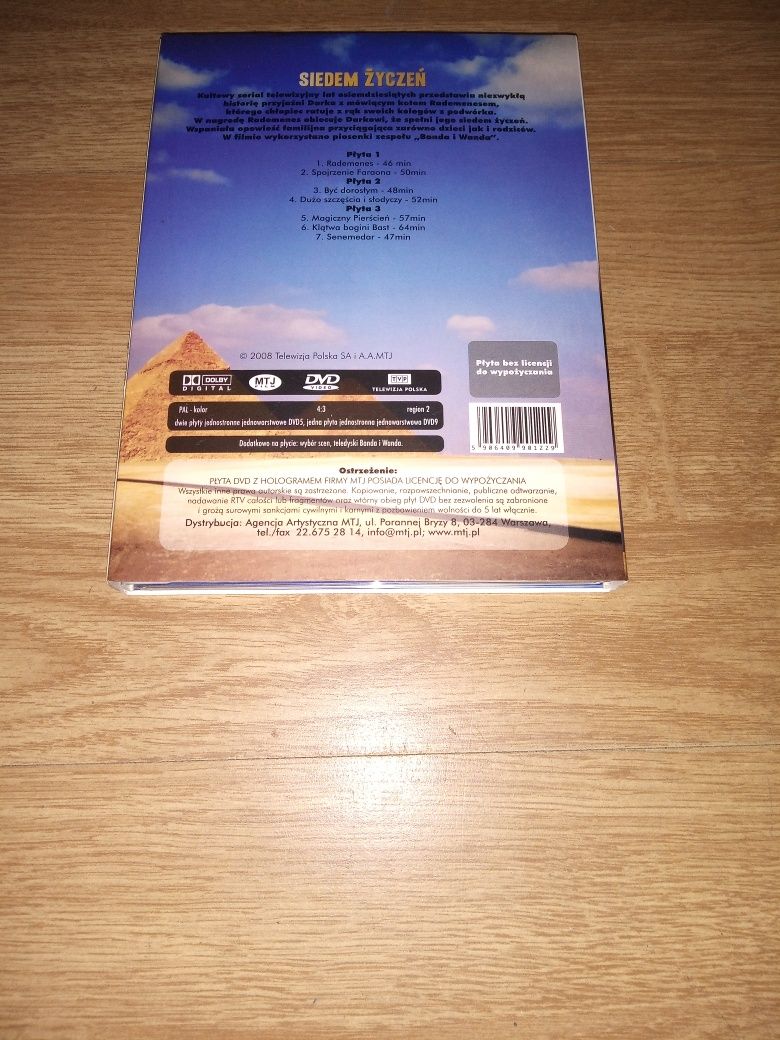 SIEDEM ŻYCZEŃ
Kultowy serial telewizyjny lat osiemdziesiątych przedstawia niezwykłą
historię przyjaźni Darka z mówiącym kotem Rademenesem,
którego chłopiec ratuje z rąk swoich kolegów z podwórka.
W nagrodę Rademenes obiecuje Darkowi, że spełni jego siedem życzeń.
Wspaniała opowieść familijna przyciągająca zarówno dzieci jak i rodziców.
W filmie wykorzystano piosenki zespołu „Banda i Wanda”.
Płyta 1
1. Rademenes - 46 min
2. Spojrzenie Faraona - 50min
Płyta 2
3. Być dorosłym - 48min
4. Dużo szczęścia i słodyczy - 52min
Płyta 3
5. Magiczny Pierścień - 57min
6. Klątwa bogini Bast - 64min
7. Senemedar - 47min
© 2008 Telewizja Polska SA i A.A.MTJ
Płyta bez licencji
do wypożyczania
DOLBY
DIGITAL
MTJ
FILM
DVD
VIDEO
TVP
TELEWIZJA POLSKA
PAL - kolor 4:3 region 2
dwie płyty jednostronne jednowarstwowe DVD5, jedna płyta jednostronna jednowarstwowa DVD9
Dodatkowo na płycie: wybór scen, teledyski Banda i Wanda.
5 906409 901229
Ostrzeżenie:
PŁYTA DVD Z HOLOGRAMEM FIRMY MTJ POSIADA LICENCJĘ DO WYPOŻYCZANIA
Wszystkie inne prawa autorskie są zastrzeżone. Kopiowanie, rozpowszechnianie, publiczne odtwarzanie,
nadawanie RTV całości lub fragmentów oraz wtórny obieg płyt DVD bez zezwolenia są zabronione
i grożą surowymi sankcjami cywilnymi i karnymi z pozbawieniem wolności do 5 lat włącznie.
Dystrybucja: Agencja Artystyczna MTJ, ul. Porannej Bryzy 8, 03-284 Warszawa,
tel./fax 22.675 28 14, info@mtj.pl; www.mtj.pl